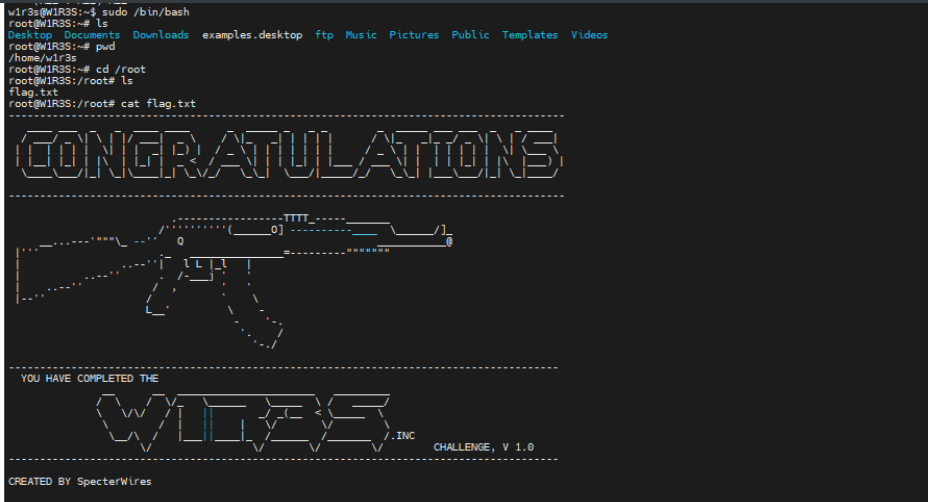 w1r3s@W1R3S:~$ sudo /bin/bash
root@W1R3S:~# ls
Desktop Documents Downloads examples.desktop ftp Music Pictures Public Templates Videos
root@W1R3S:~# pwd
/home/w1r3s
root@W1R3S:~# cd /root
root@W1R3S:/root# ls
flag.txt
root@W1R3S:/root# cat flag.txt
CONGRATULATIONS
YOU HAVE COMPLETED THE
W1R3S
.INC
CHALLENGE, V 1.0
CREATED BY SpecterWires